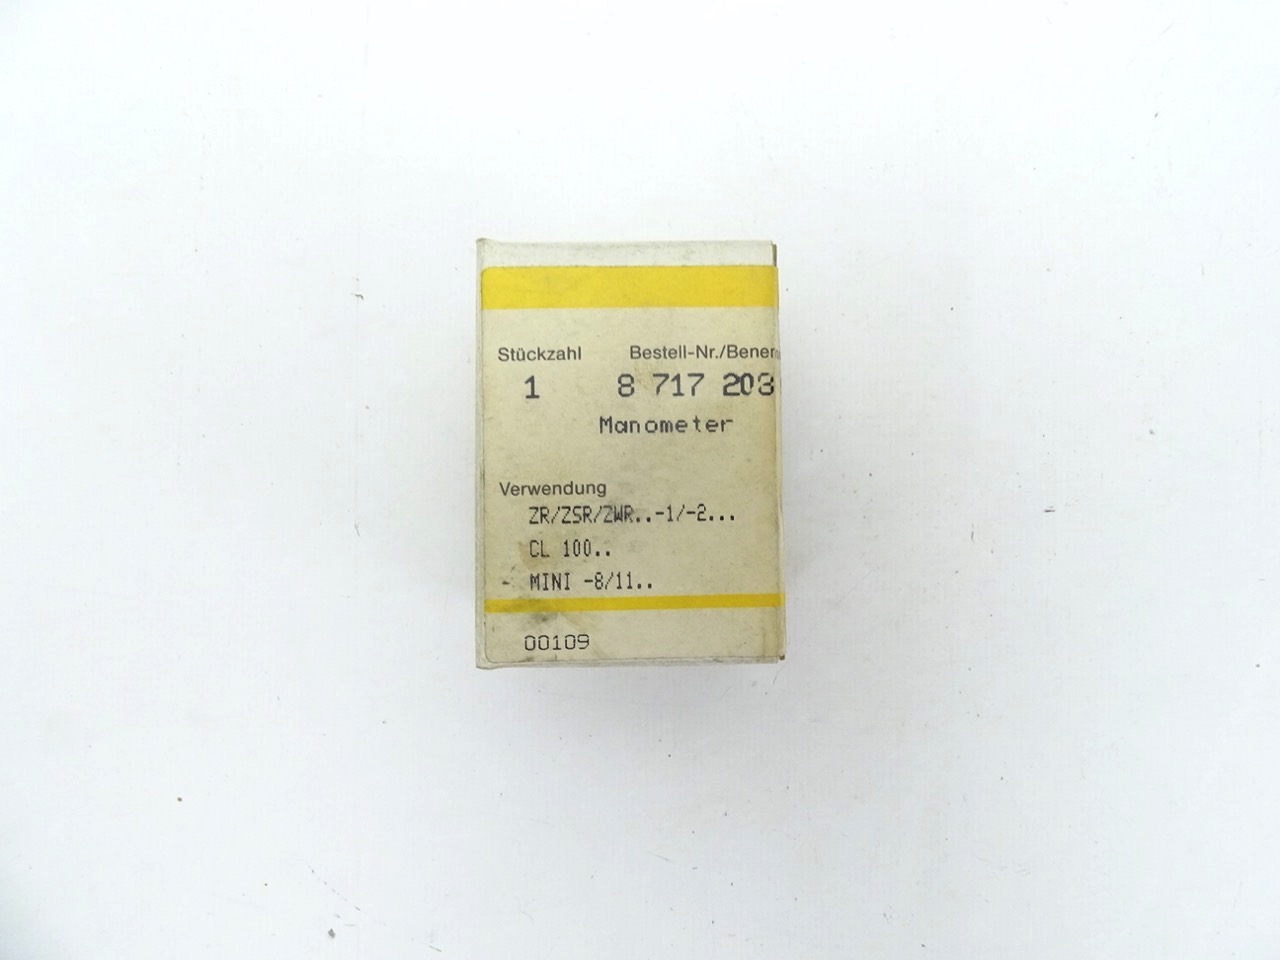 Stückzahl Bestell-Nr./Benen
1 8 717 203
Manometer
Verwendung
ZR/ZSR/ZWR..-1/-2...
CL 100..
- MINI -8/11..
00109